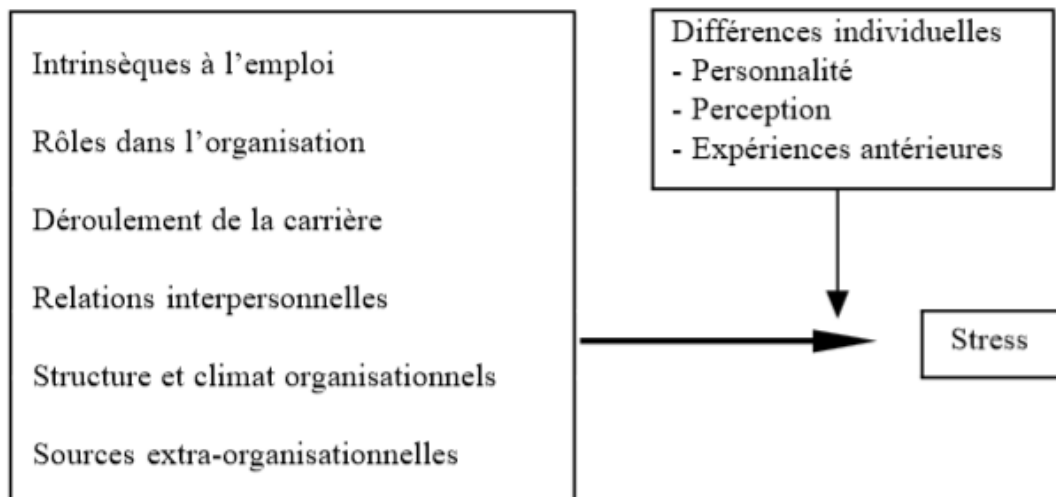 Intrinsèques à l'emploi
Rôles dans l'organisation
Déroulement de la carrière
Relations interpersonnelles
Structure et climat organisationnels
Sources extra-organisationnelles
Différences individuelles
- Personnalité
- Perception
- Expériences antérieures
Stress